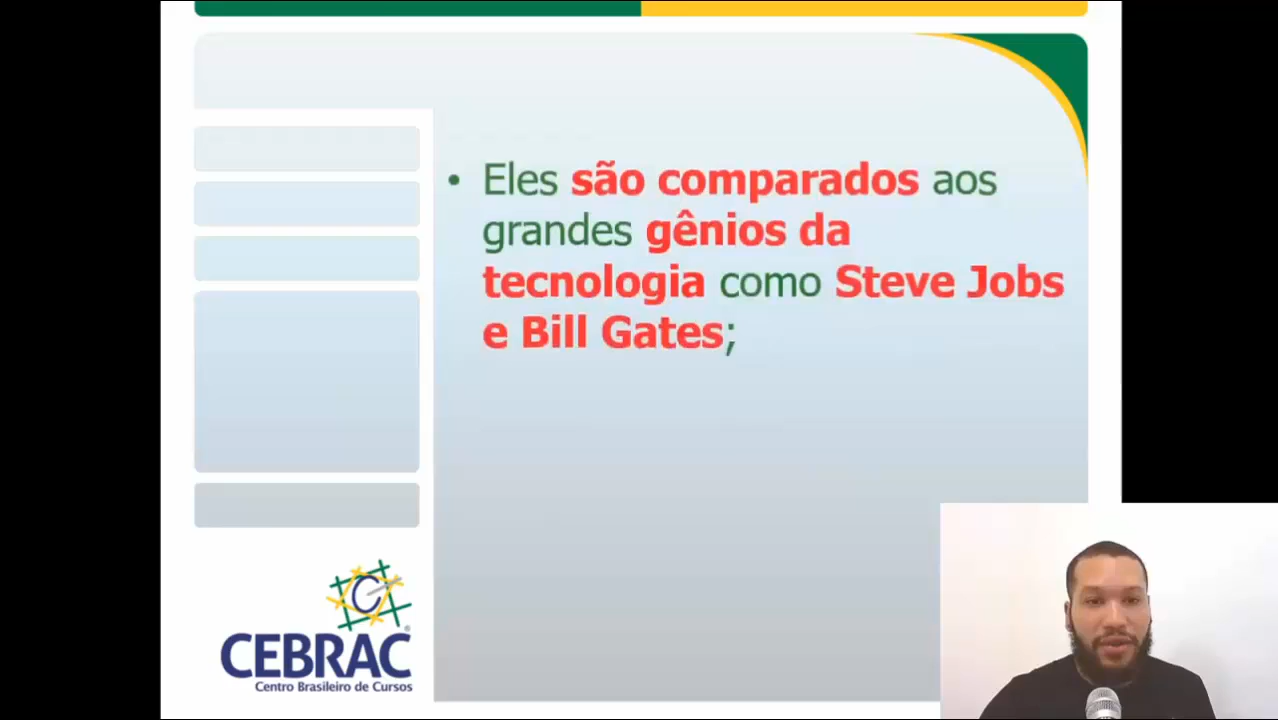 • Eles são comparados aos
grandes gênios da
tecnologia como Steve Jobs
e Bill Gates;
CEBRAC®
Centro Brasileiro de Cursos